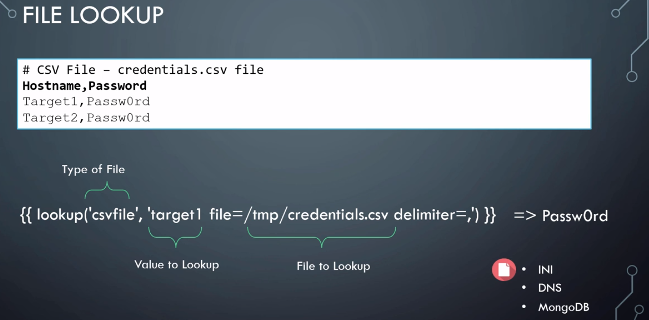 FILE LOOKUP
# CSV File – credentials.csv file
Hostname,Password
Target1,Passw0rd
Target2,Passw0rd
Type of File
{{ lookup('csvfile', 'target1 file=/tmp/credentials.csv delimiter=,') }} => Passw0rd
Value to Lookup
File to Lookup
• INI
• DNS
• MongoDB